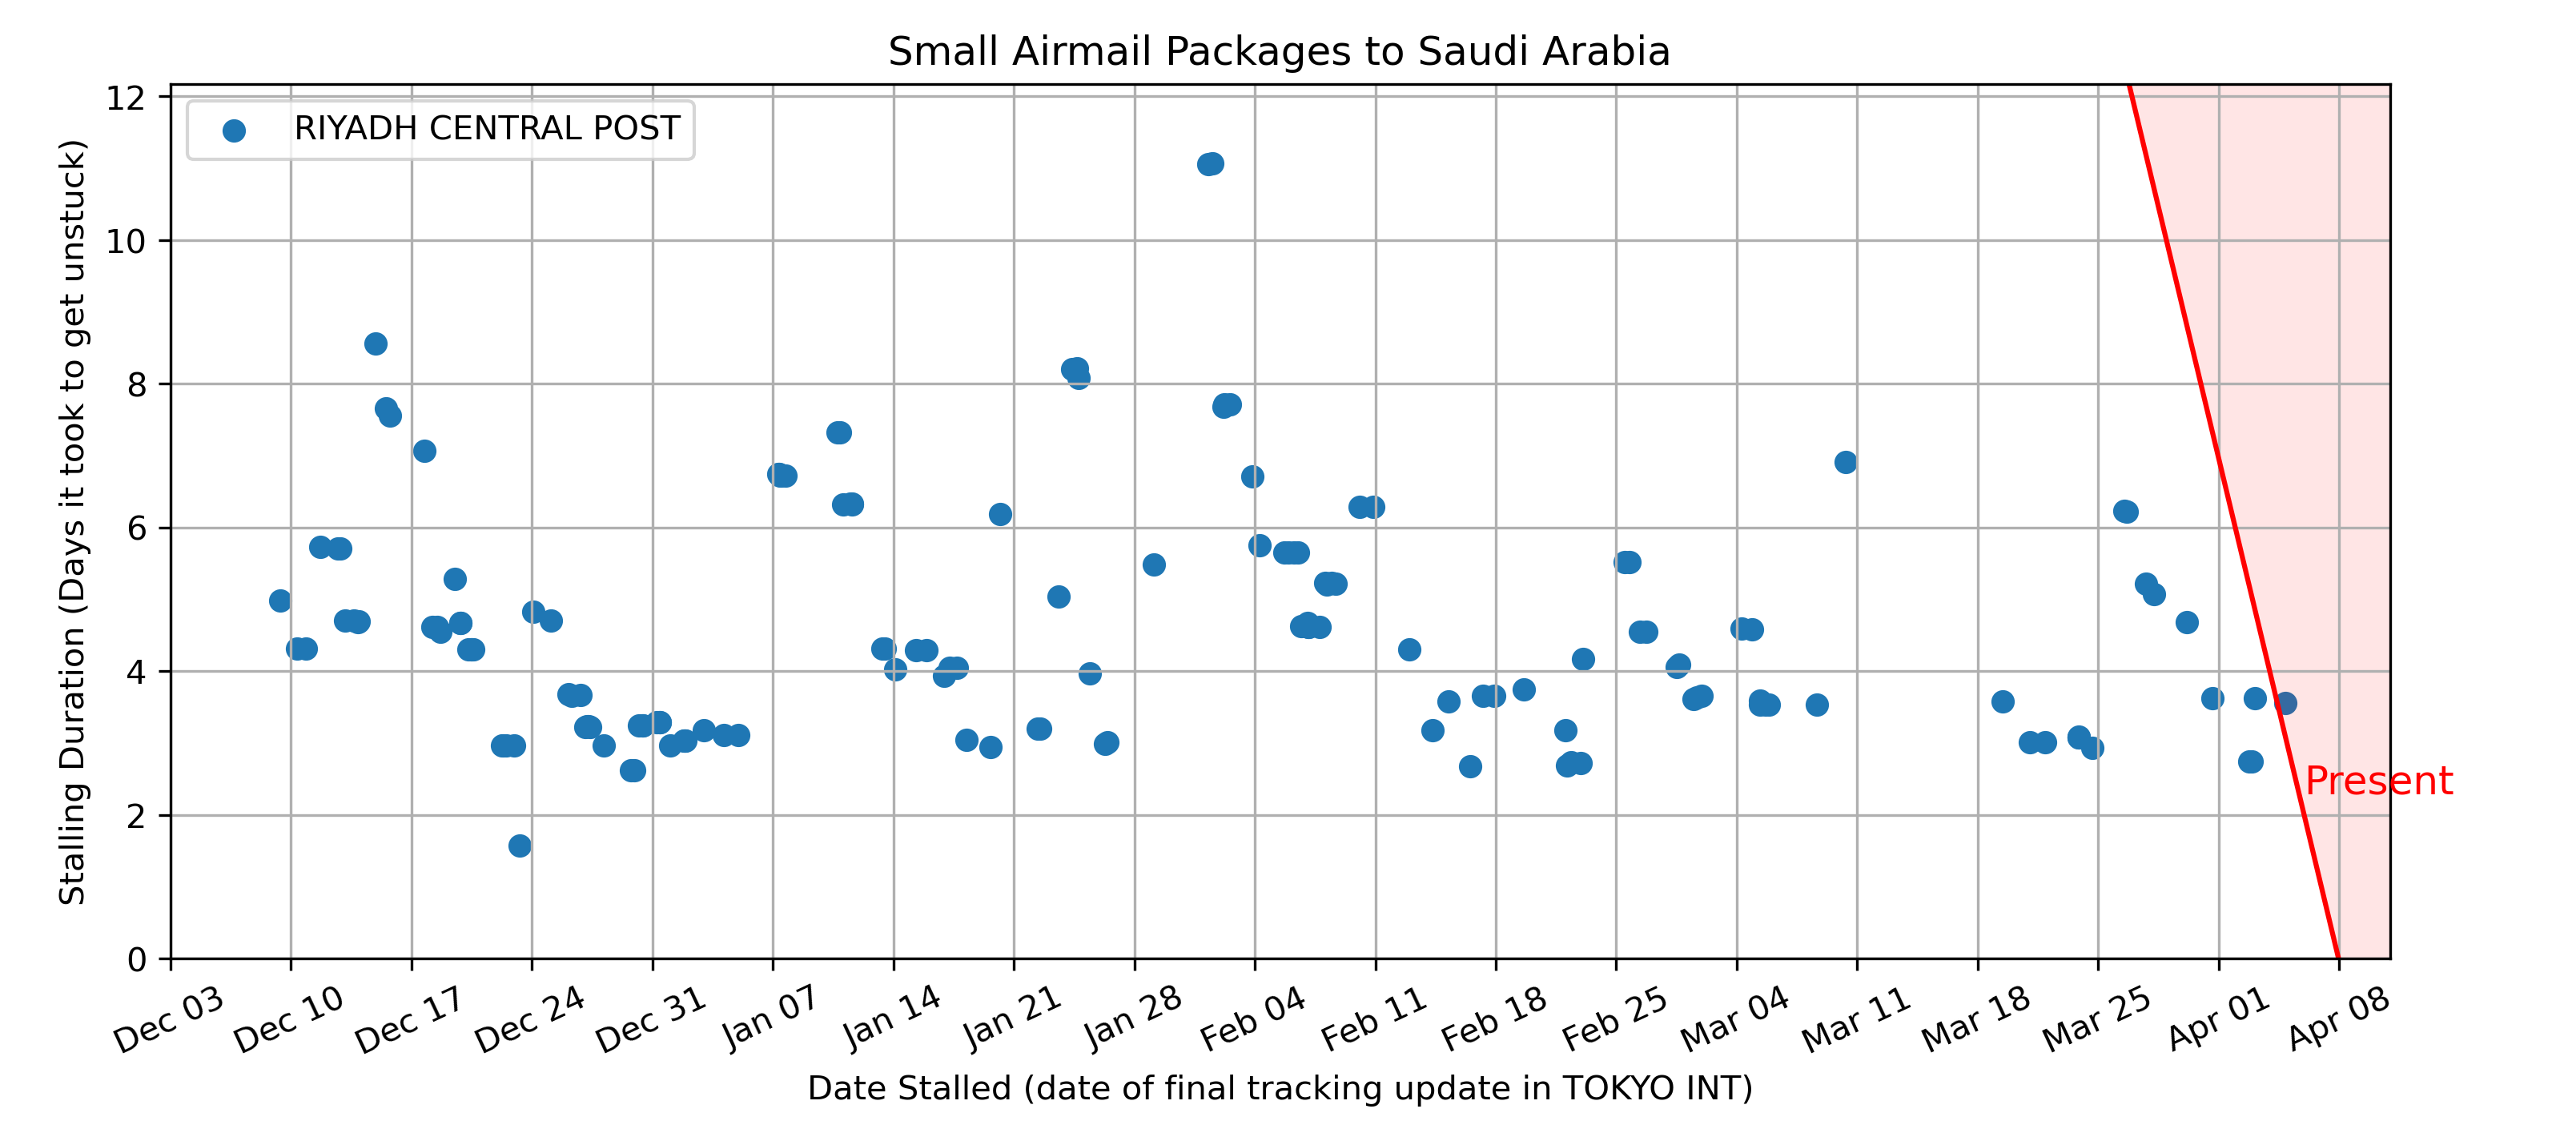 Small Airmail Packages to Saudi Arabia
RIYADH CENTRAL POST
Stalling Duration (Days it took to get unstuck)
12
10
8
6
4
2
0
Present
Dec 03
Dec 10
Dec 17
Dec 24
Dec 31
Jan 07
Jan 14
Jan 21
Jan 28
Feb 04
Feb 11
Feb 18
Feb 25
Mar 04
Mar 11
Mar 18
Mar 25
Apr 01
Apr 08
Date Stalled (date of final tracking update in TOKYO INT)